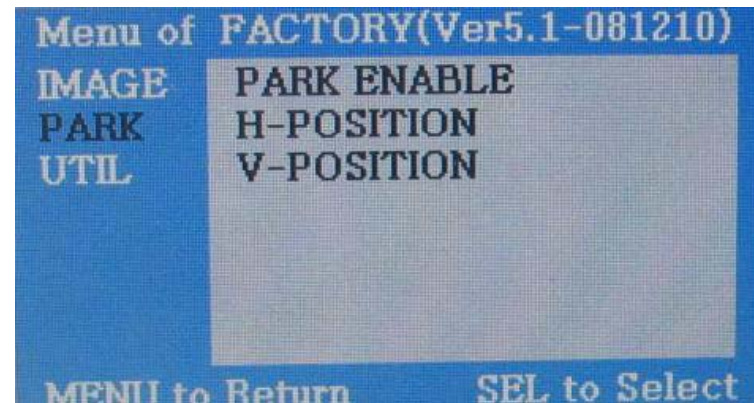 Menu of FACTORY(Ver5.1-081210)
IMAGE PARK ENABLE
PARK H-POSITION
UTIL V-POSITION
MENU to Return SEL to Select